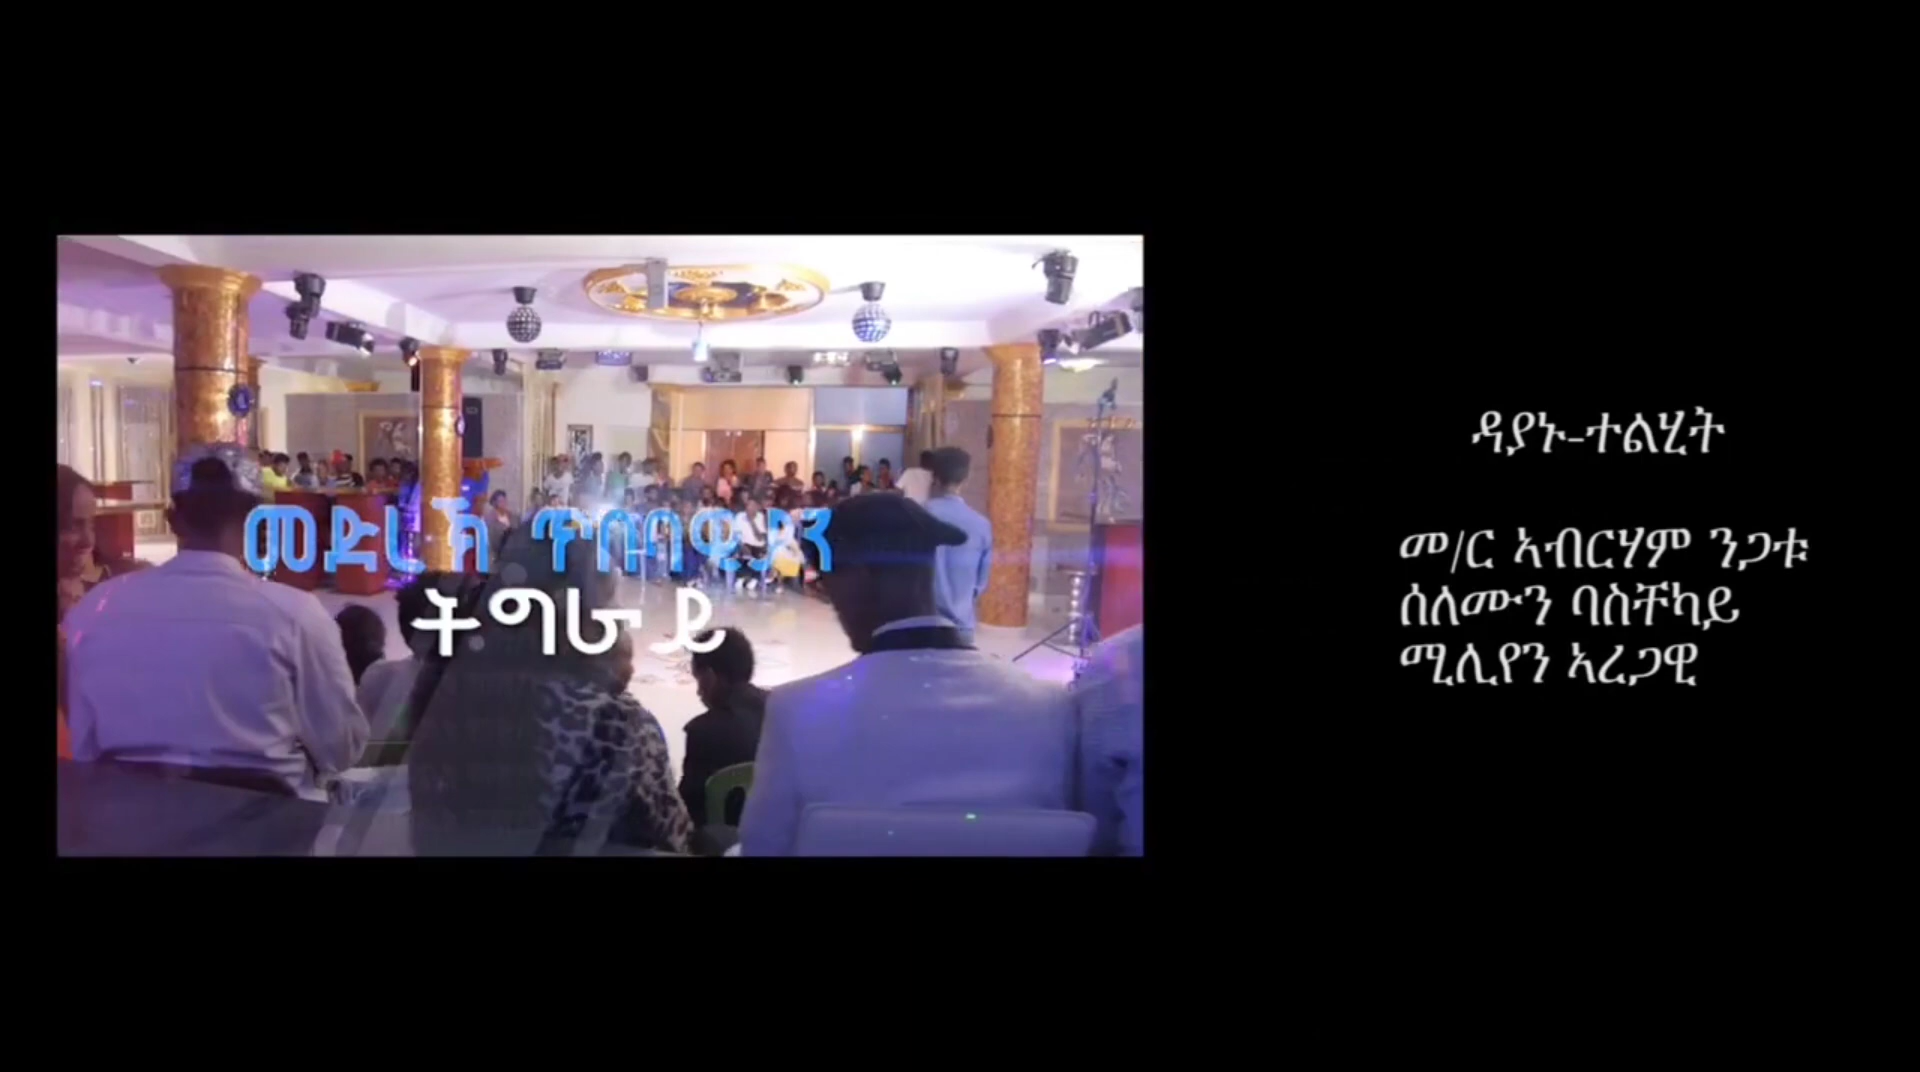 መድረኽ ጥበባውያን
ትግራይ
ዳያኑ-ተልሂት
መ/ር ኣብርሃም ንጋቱ
ሰለሙን ባስቸካይ
ሚሊየን ኣረጋዊ